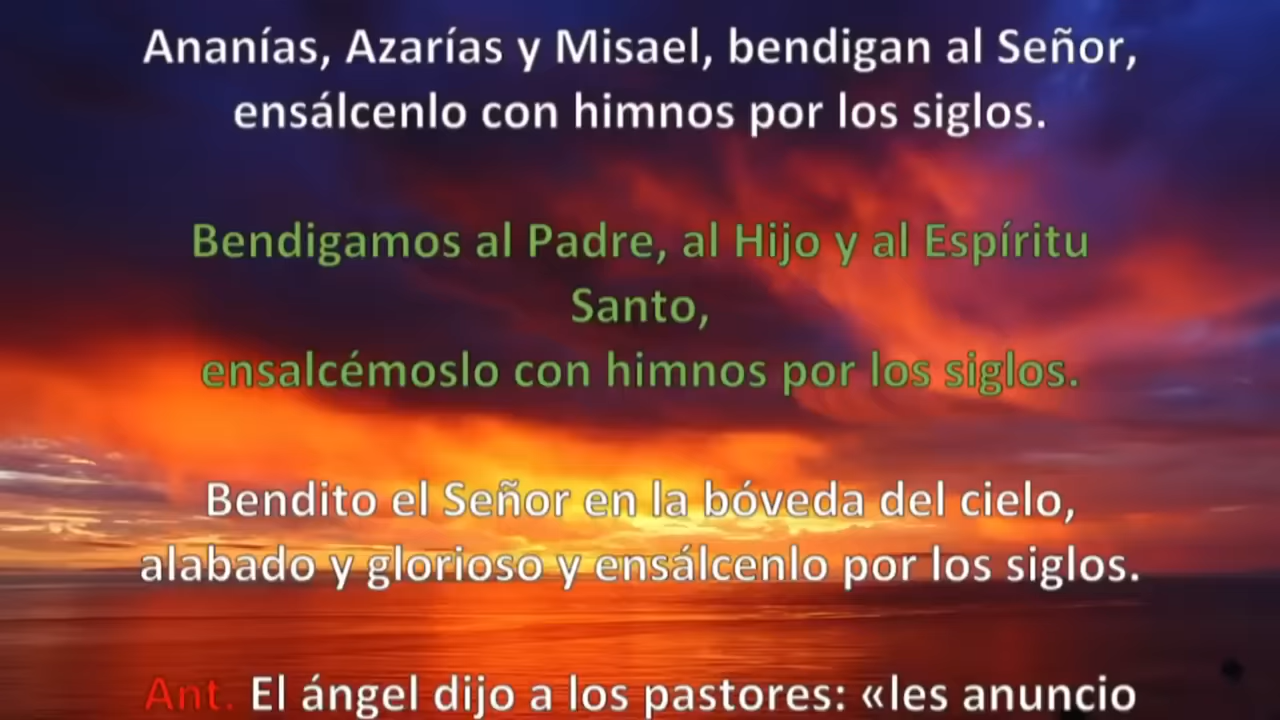 Ananías, Azarías y Misael, bendigan al Señor,
ensálcenlo con himnos por los siglos.
Bendigamos al Padre, al Hijo y al Espíritu
Santo,
ensalcémoslo con himnos por los siglos.
Bendito el Señor en la bóveda del cielo,
alabado y glorioso y ensálcenlo por los siglos.
Ant. El ángel dijo a los pastores: «les anuncio